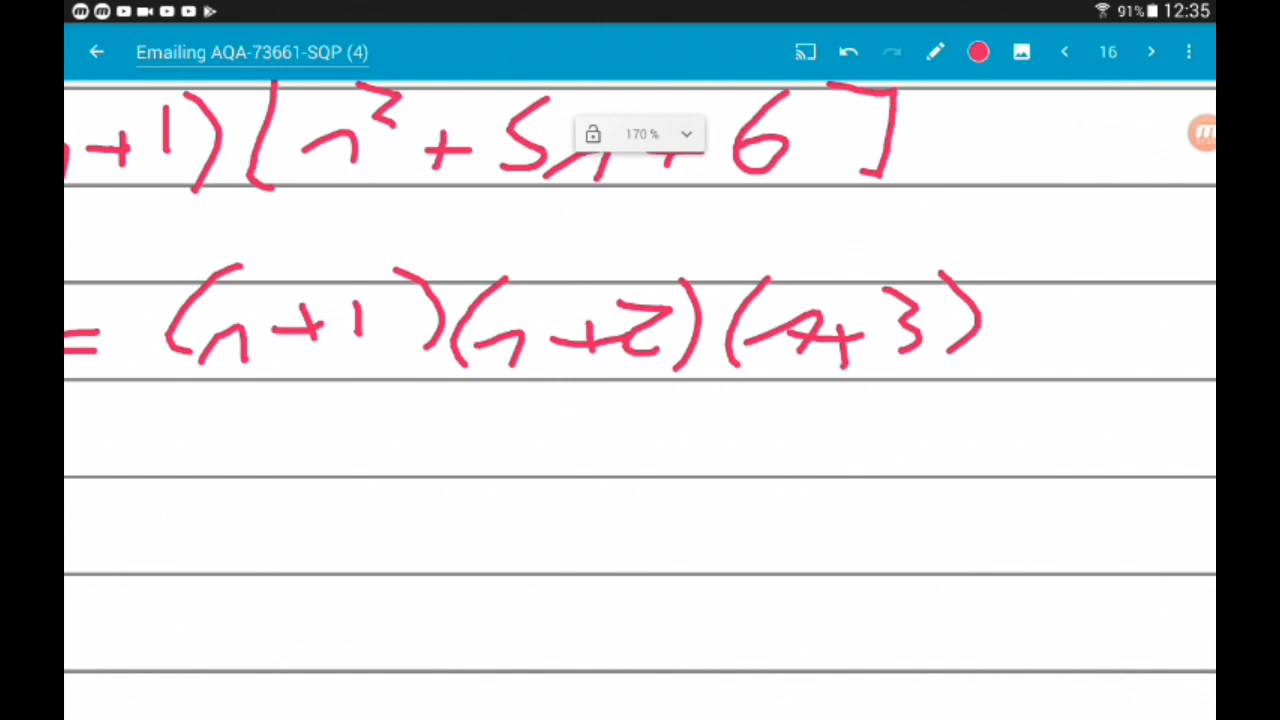 91% 12:35
Emailing AQA-73661-SQP (4) 16
+1)[n² + 5n + 6]
170 %
= (n+1)(n+2)(n+3)